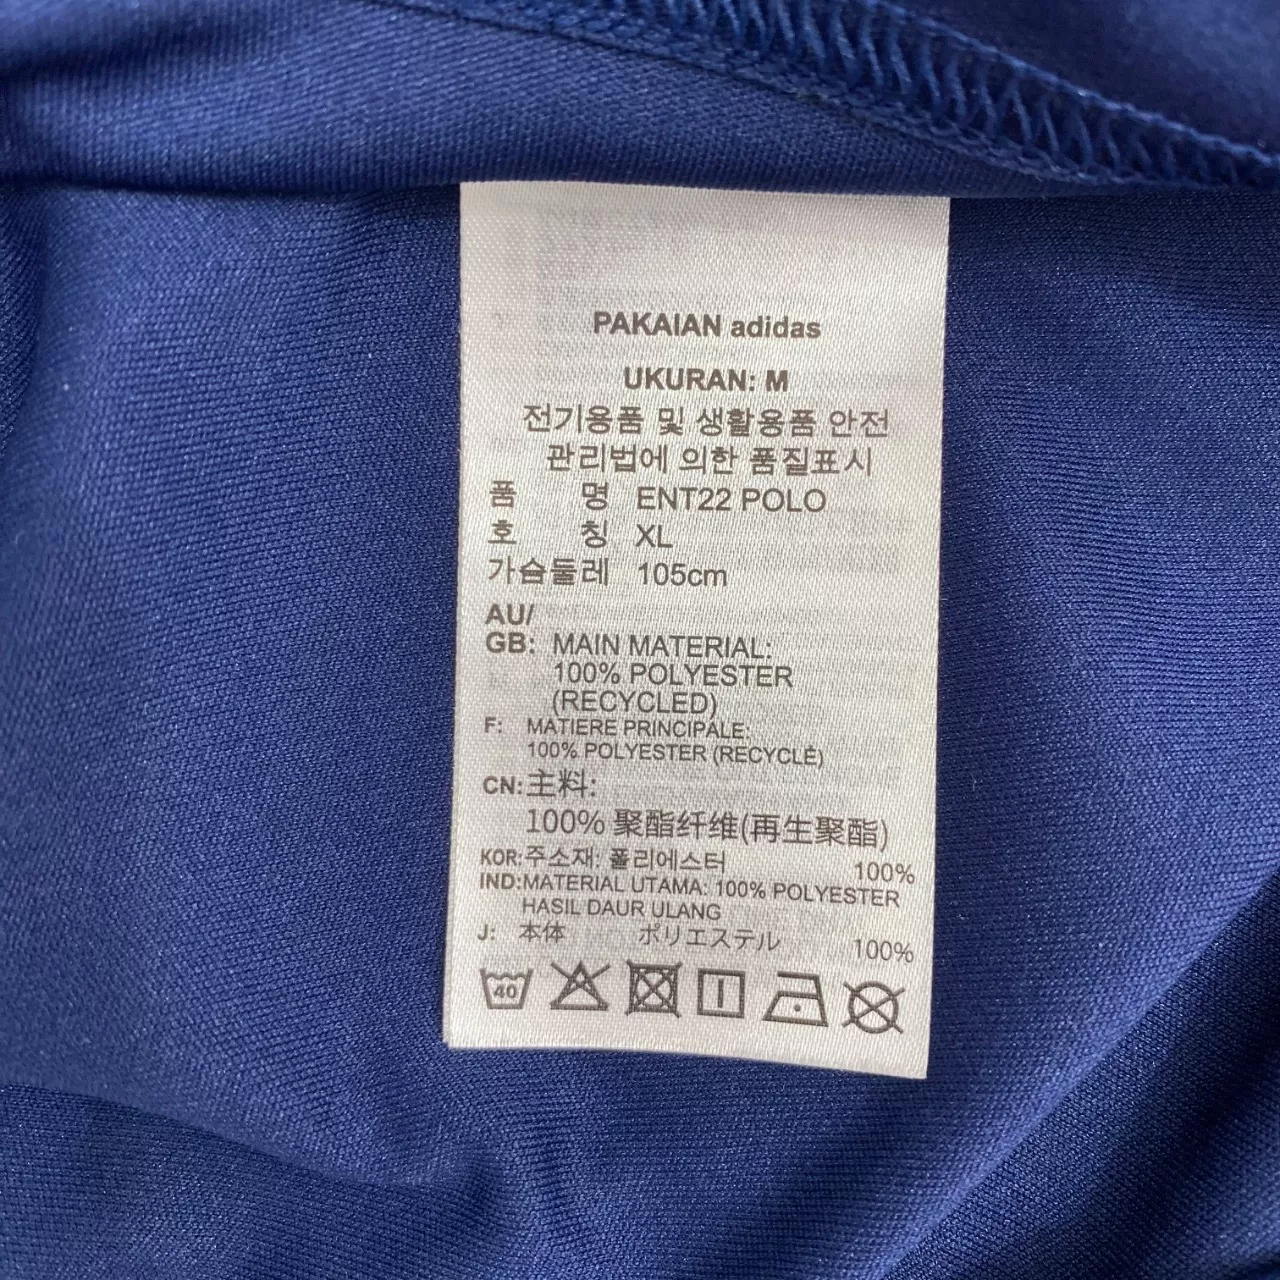 PAKAIAN adidas
UKURAN: M
전기용품 및 생활용품 안전
관리법에 의한 품질표시
품 명 ENT22 POLO
호 칭 XL
가슴둘레 105cm
AU/
GB: MAIN MATERIAL:
100% POLYESTER
(RECYCLED)
F: MATIERE PRINCIPALE:
100% POLYESTER (RECYCLÉ)
CN: 主料:
100% 聚酯纤维(再生聚酯)
KOR: 주소재: 폴리에스터 100%
IND: MATERIAL UTAMA: 100% POLYESTER
HASIL DAUR ULANG
J: 本体 ポリエステル 100%
40